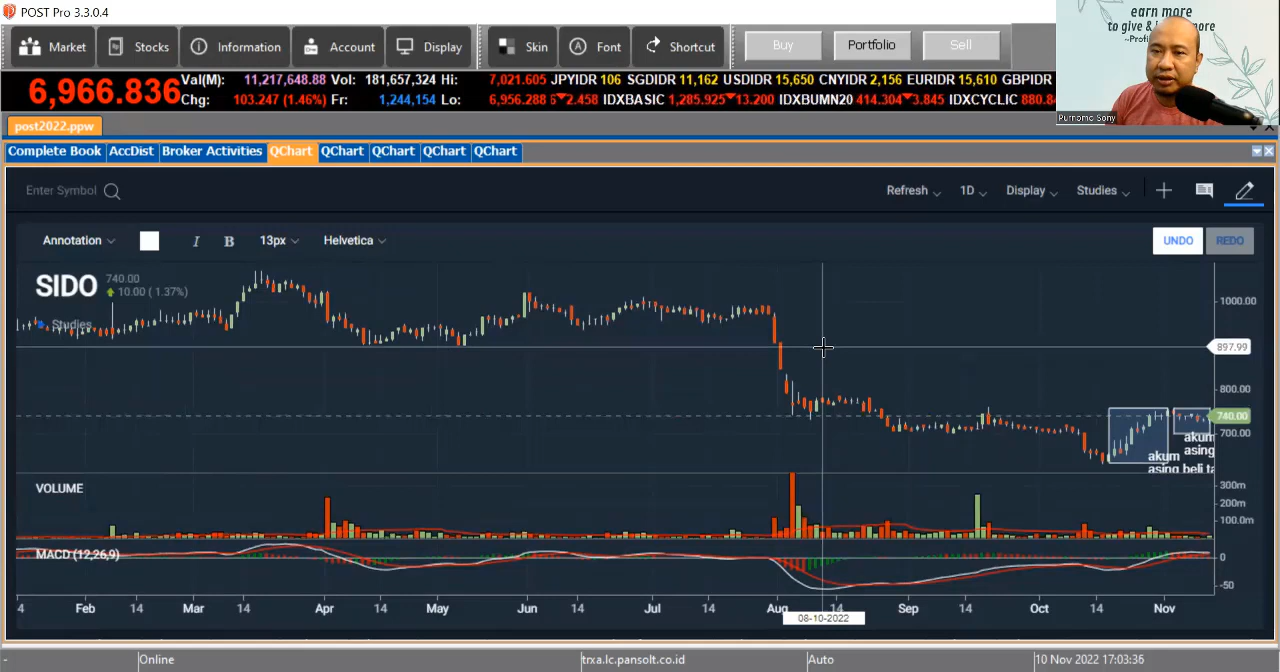 POST Pro 3.3.0.4
earn more
to give & more
Market Stocks Information Account Display Skin Font Shortcut Buy Portfolio Sell
6,966.836 Val(M): 11,217,648.88 Vol: 181,657,324 Hi: 7,021.605 JPYIDR 106 SGDIDR 11,162 USDIDR 15,650 CNYIDR 2,156 EURIDR 15,610 GBPIDR
Chg: 103.247 (1.46%) Fr: 1,244,154 Lo: 6,956.288 6 2.458 IDXBASIC 1,285.925 13.200 IDXBUMN20 414.304 3.845 IDXCYCLIC 880.84
Purnomo Sony
post2022.ppw
Complete Book AccDist Broker Activities QChart QChart QChart QChart QChart
Enter Symbol Refresh 1D Display Studies
Annotation I B 13px Helvetica UNDO REDO
SIDO 740.00
10.00 ( 1.37%)
Studies
1000.00
897.99
800.00
740.00
700.00
akum
asing
akum
asing beli ta
VOLUME
300m
200m
100.0m
MACD (12,26,9)
0
-50
4 Feb 14 Mar 14 Apr 14 May 14 Jun 14 Jul 14 Aug 14 Sep 14 Oct 14 Nov
08-10-2022
- Online trxa.lc.pansolt.co.id Auto 10 Nov 2022 17:03:36